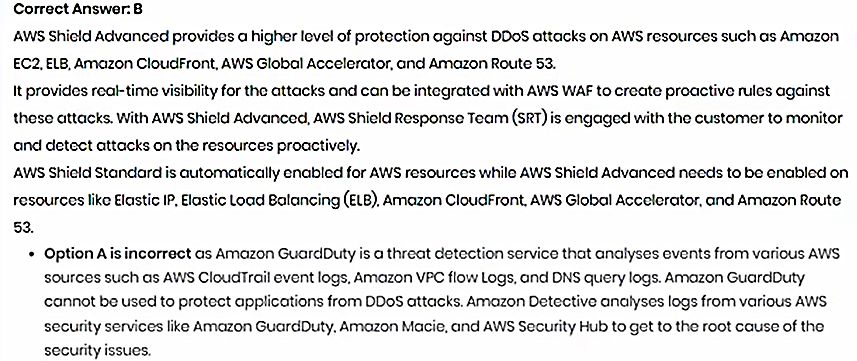 Correct Answer: B
AWS Shield Advanced provides a higher level of protection against DDoS attacks on AWS resources such as Amazon
EC2, ELB, Amazon CloudFront, AWS Global Accelerator, and Amazon Route 53.
It provides real-time visibility for the attacks and can be integrated with AWS WAF to create proactive rules against
these attacks. With AWS Shield Advanced, AWS Shield Response Team (SRT) is engaged with the customer to monitor
and detect attacks on the resources proactively.
AWS Shield Standard is automatically enabled for AWS resources while AWS Shield Advanced needs to be enabled on
resources like Elastic IP, Elastic Load Balancing (ELB), Amazon CloudFront, AWS Global Accelerator, and Amazon Route
53.
• Option A is incorrect as Amazon GuardDuty is a threat detection service that analyses events from various AWS
sources such as AWS CloudTrail event logs, Amazon VPC flow Logs, and DNS query logs. Amazon GuardDuty
cannot be used to protect applications from DDoS attacks. Amazon Detective analyses logs from various AWS
security services like Amazon GuardDuty, Amazon Macie, and AWS Security Hub to get to the root cause of the
security issues.